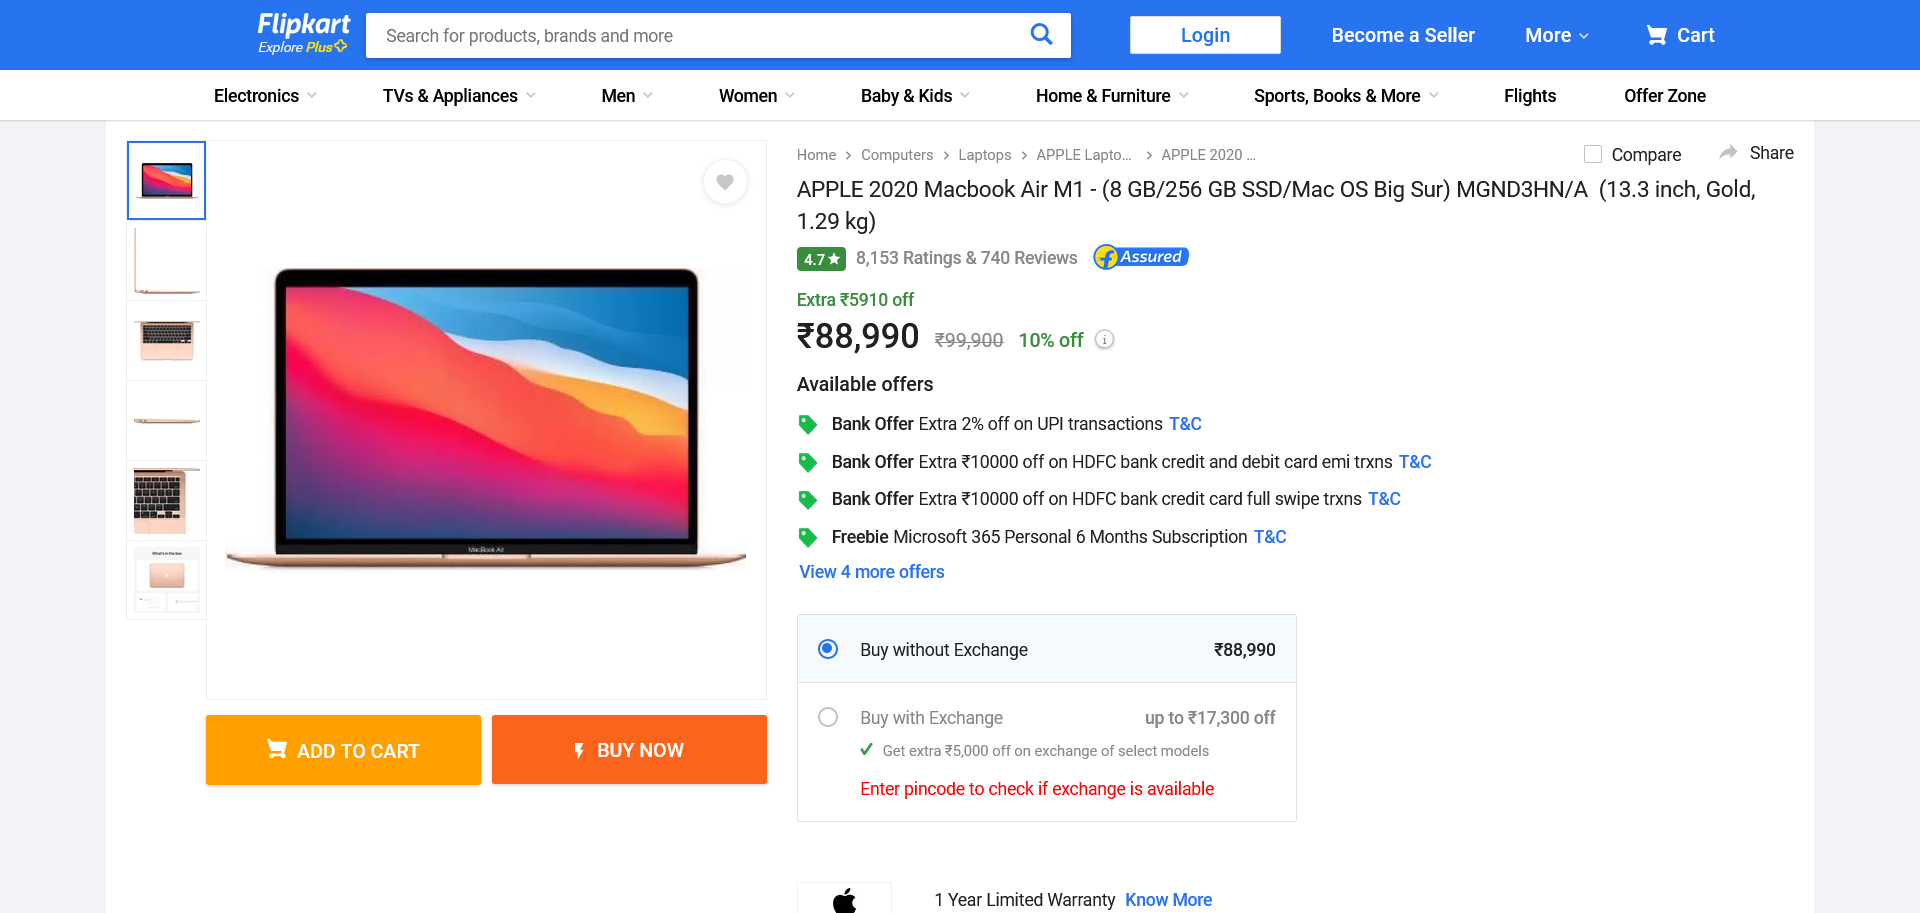 Flipkart
Explore Plus
Search for products, brands and more
Login
Become a Seller
More
Cart
Electronics
TVs & Appliances
Men
Women
Baby & Kids
Home & Furniture
Sports, Books & More
Flights
Offer Zone
Home
Computers
Laptops
APPLE Lapto...
APPLE 2020 ...
Compare
Share
APPLE 2020 Macbook Air M1 - (8 GB/256 GB SSD/Mac OS Big Sur) MGND3HN/A (13.3 inch, Gold,
1.29 kg)
4.7
8,153 Ratings & 740 Reviews
Assured
Extra ₹5910 off
₹88,990 ₹99,900 10% off
Available offers
Bank Offer Extra 2% off on UPI transactions T&C
Bank Offer Extra ₹10000 off on HDFC bank credit and debit card emi trxns T&C
Bank Offer Extra ₹10000 off on HDFC bank credit card full swipe trxns T&C
Freebie Microsoft 365 Personal 6 Months Subscription T&C
View 4 more offers
Buy without Exchange ₹88,990
Buy with Exchange up to ₹17,300 off
Get extra ₹5,000 off on exchange of select models
Enter pincode to check if exchange is available
MacBook Air
What's in the box
ADD TO CART
BUY NOW
1 Year Limited Warranty Know More